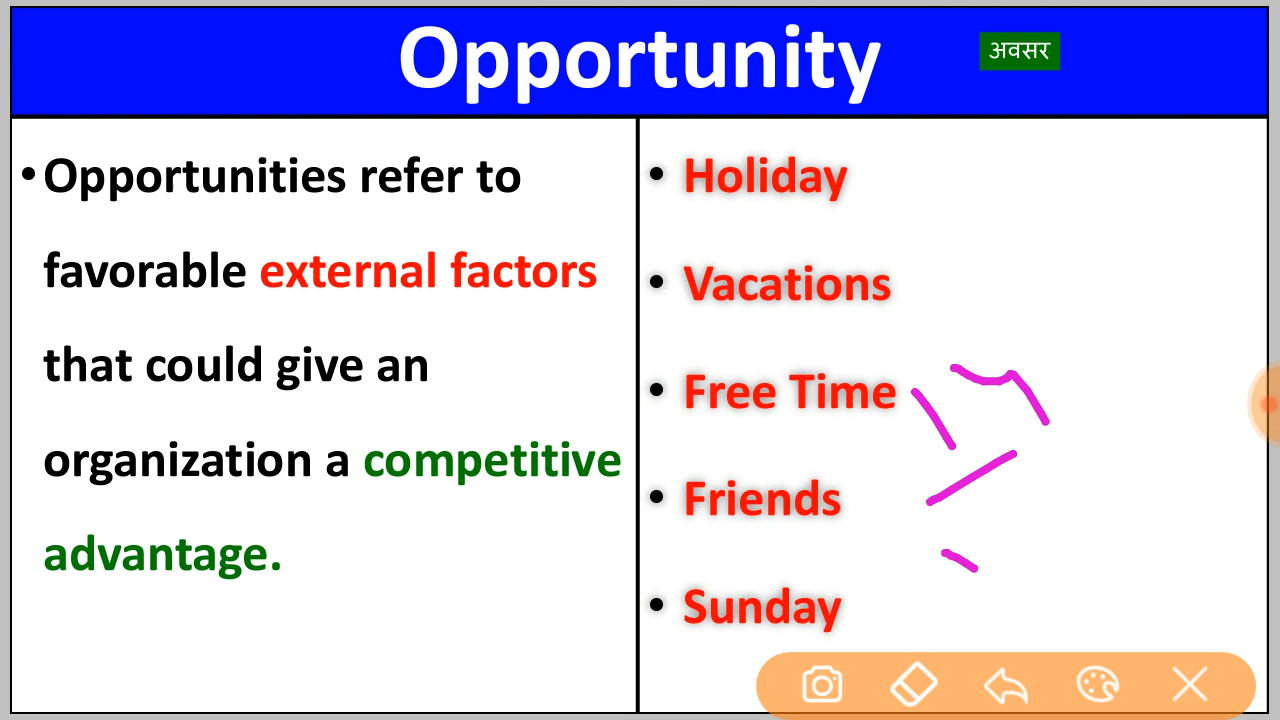 Opportunity
अवसर
• Opportunities refer to
favorable external factors
that could give an
organization a competitive
advantage.
• Holiday
• Vacations
• Free Time
• Friends
• Sunday